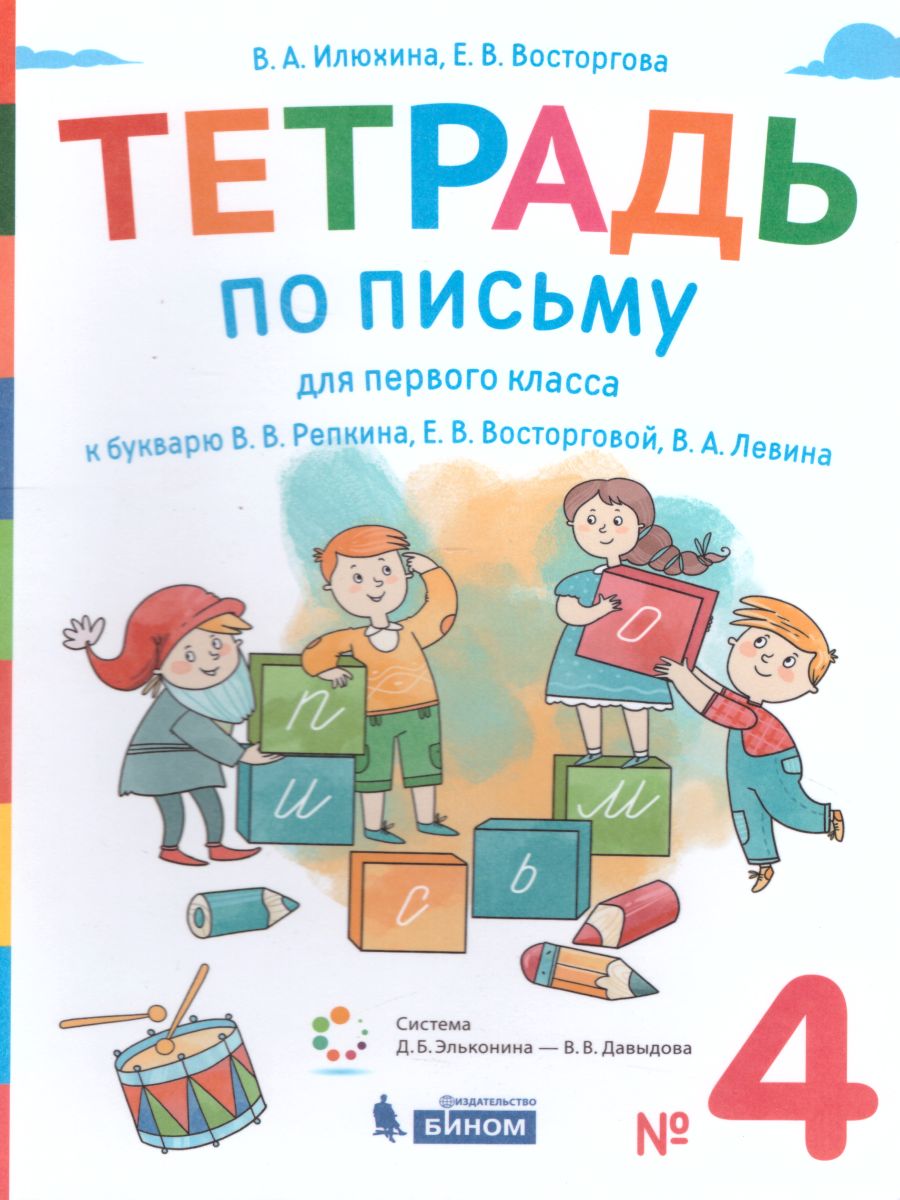 В. А. Илюхина, Е. В. Восторгова
ТЕТРАДЬ
по письму
для первого класса
к букварю В. В. Репкина, Е. В. Восторговой, В. А. Левина
п
о
и
м
с
ь
Система
Д. Б. Эльконина — В. В. Давыдова
ИЗДАТЕЛЬСТВО
БИНОМ
№ 4